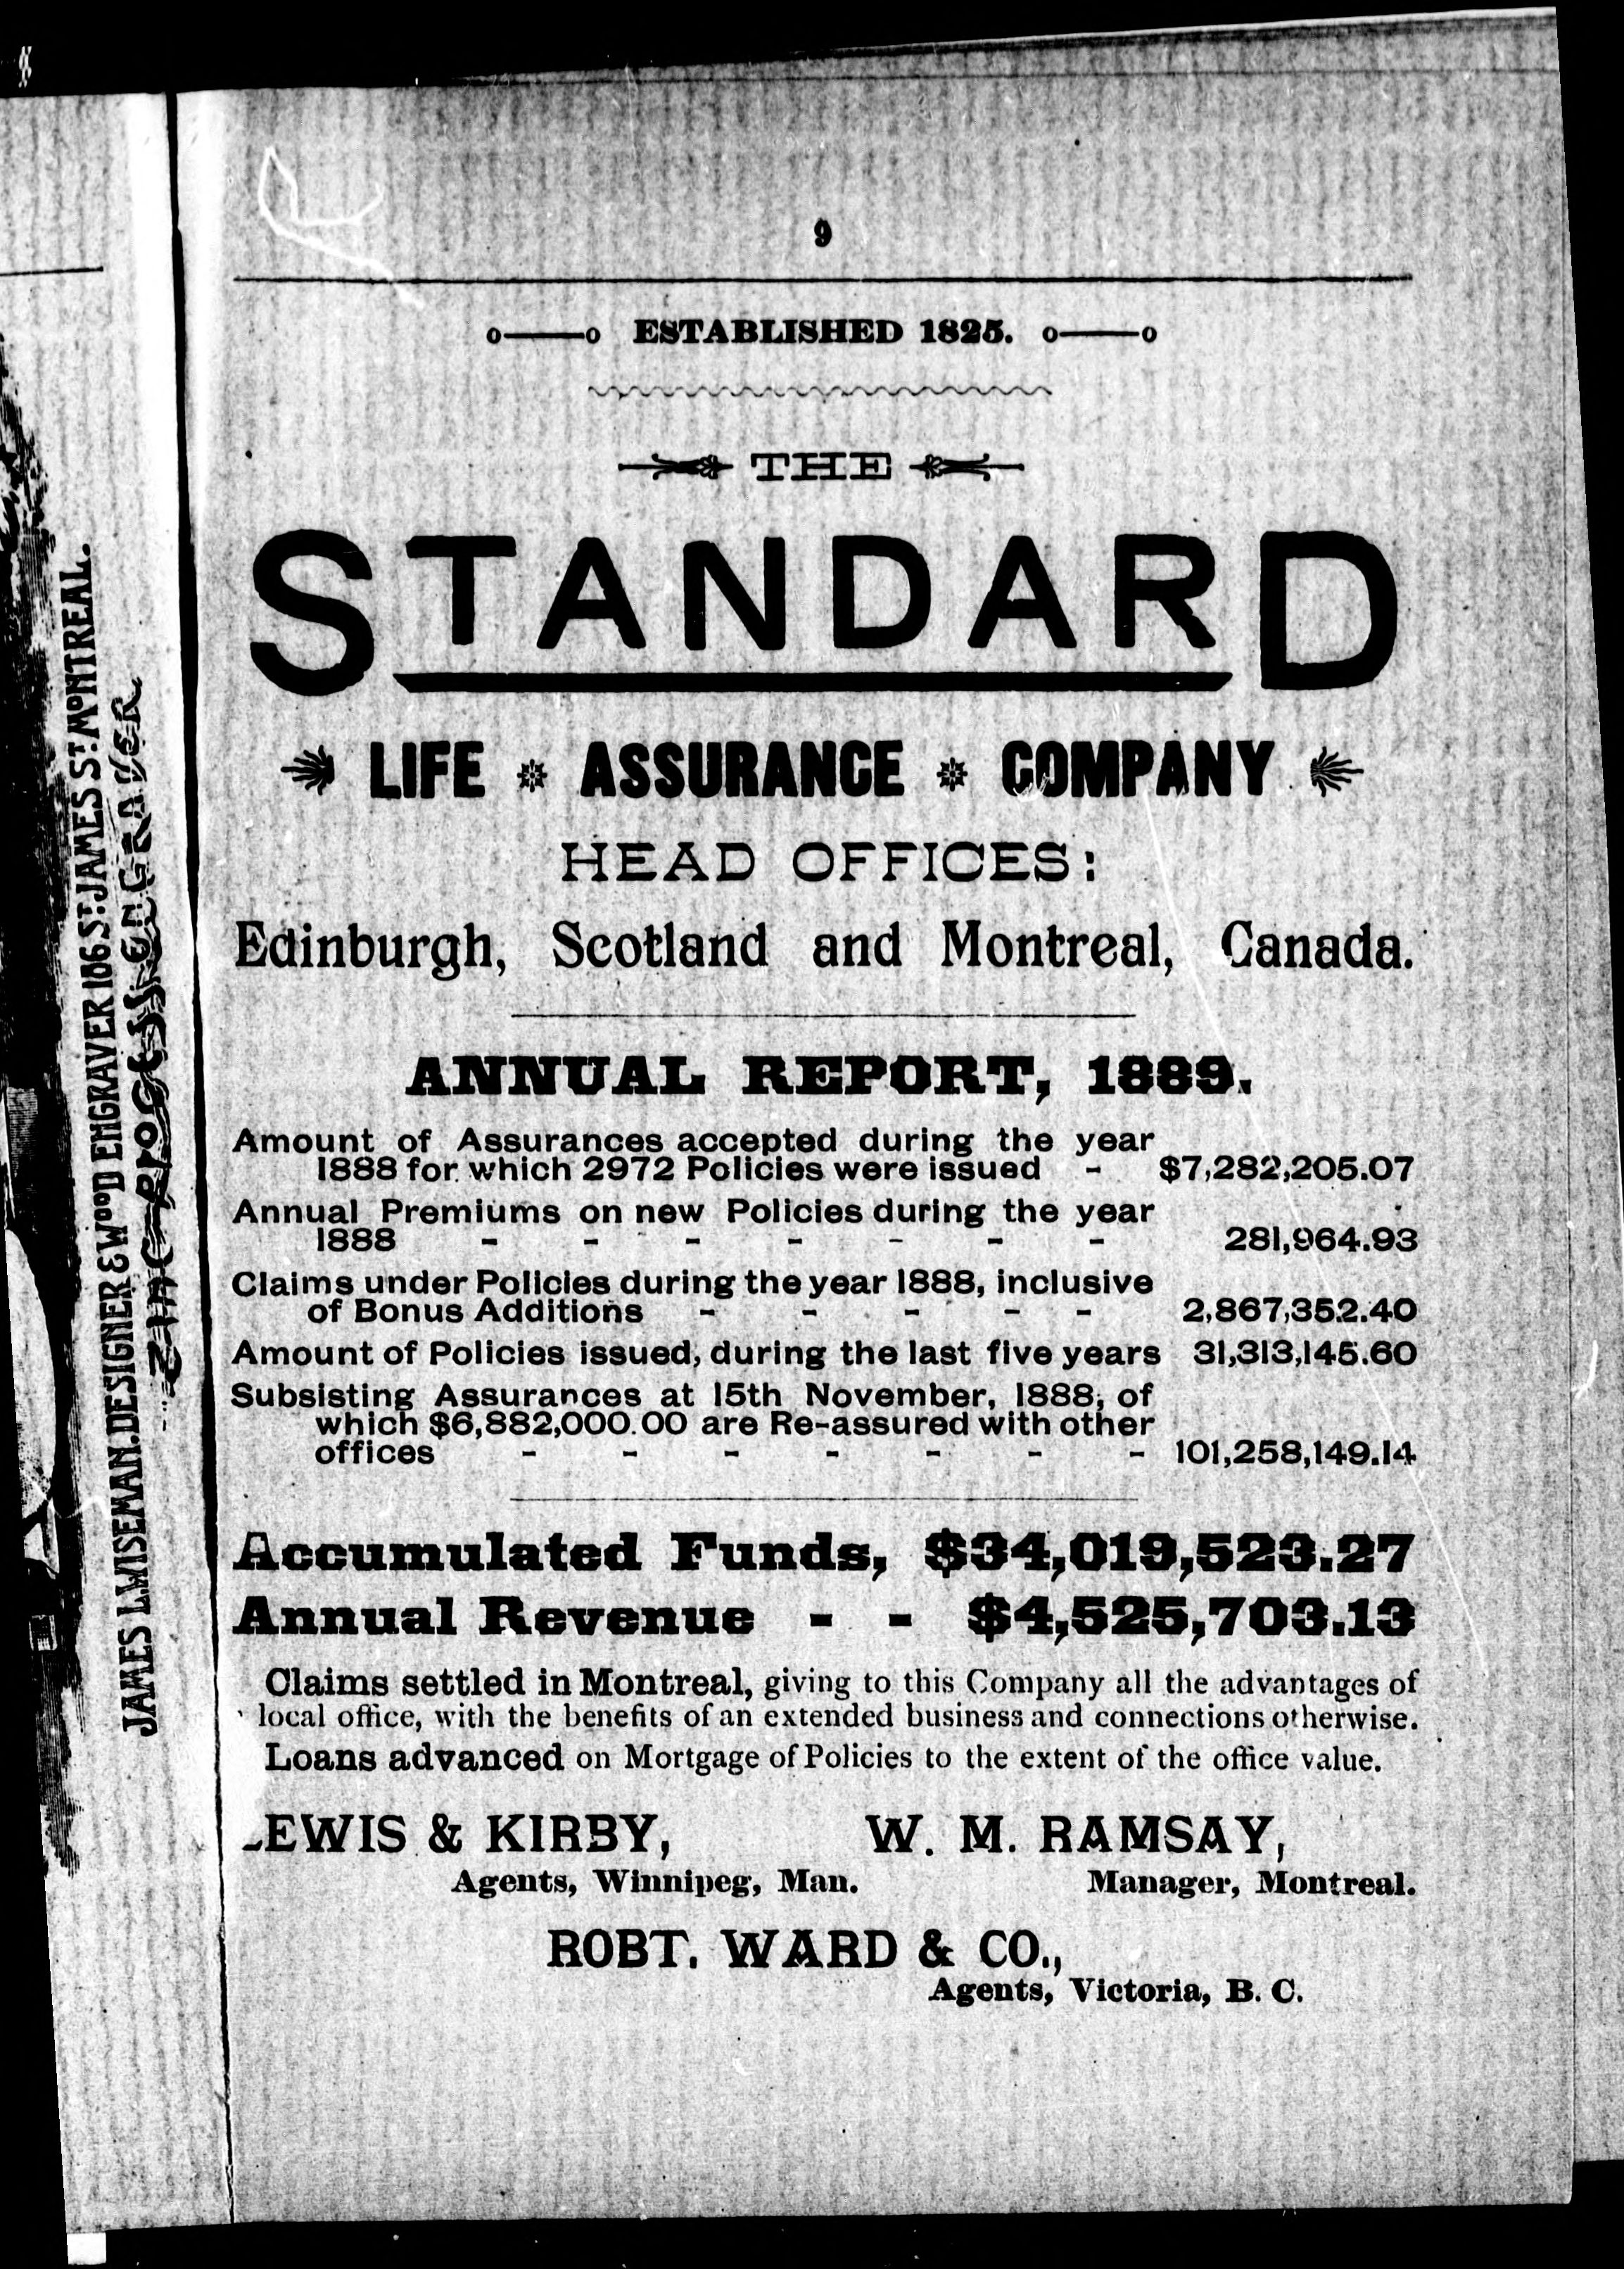 9
ESTABLISHED 1825.
THE
STANDARD
LIFE ASSURANCE COMPANY
HEAD OFFICES:
Edinburgh, Scotland and Montreal, Canada.
ANNUAL REPORT, 1889.
Amount of Assurances accepted during the year
1888 for which 2972 Policies were issued - $7,282,205.07
Annual Premiums on new Policies during the year
1888 - - - - - - - 281,964.93
Claims under Policies during the year 1888, inclusive
of Bonus Additions - - - - - 2,867,352.40
Amount of Policies issued, during the last five years 31,313,145.60
Subsisting Assurances at 15th November, 1888, of
which $6,882,000.00 are Re-assured with other
offices - - - - - - - 101,258,149.14
Accumulated Funds, $34,019,523.27
Annual Revenue - - $4,525,703.13
Claims settled in Montreal, giving to this Company all the advantages of
local office, with the benefits of an extended business and connections otherwise.
Loans advanced on Mortgage of Policies to the extent of the office value.
LEWIS & KIRBY, W. M. RAMSAY,
Agents, Winnipeg, Man. Manager, Montreal.
ROBT. WARD & CO.,
Agents, Victoria, B. C.
JAMES L. WISEMAN. DESIGNER & WOOD ENGRAVER 186 ST. JAMES ST. MONTREAL.
ZINC PROCESS ENGRAVER